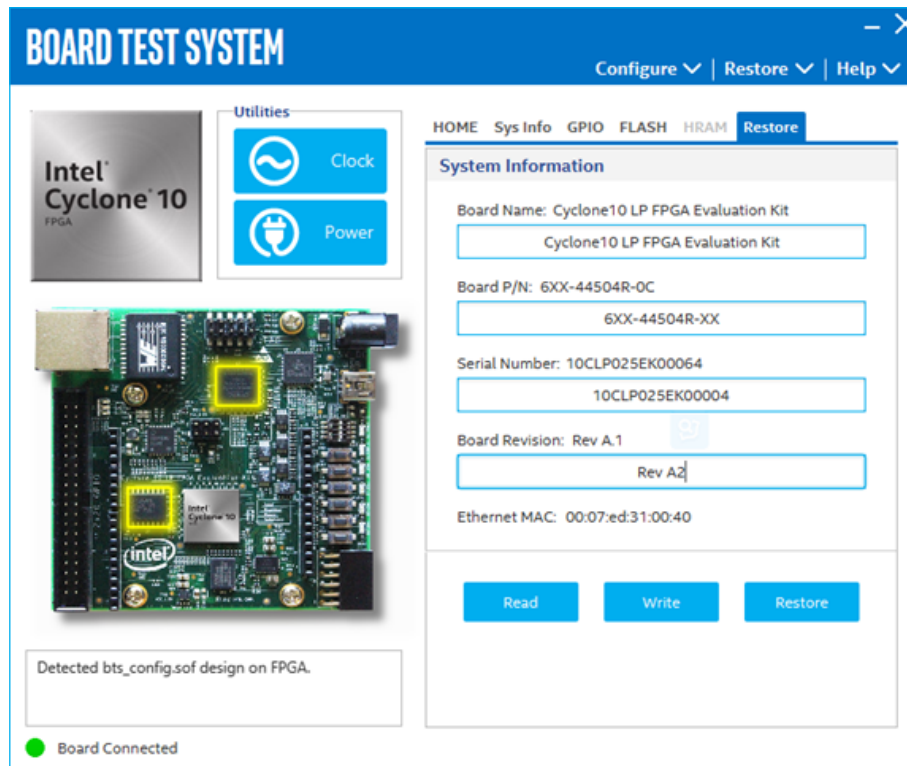 BOARD TEST SYSTEM
Configure | Restore | Help
Intel®
Cyclone® 10
FPGA
Utilities
Clock
Power
HOME Sys Info GPIO FLASH HRAM Restore
System Information
Board Name: Cyclone10 LP FPGA Evaluation Kit
Cyclone10 LP FPGA Evaluation Kit
Board P/N: 6XX-44504R-0C
6XX-44504R-XX
Serial Number: 10CLP025EK00064
10CLP025EK00004
Board Revision: Rev A.1
Rev A2
Ethernet MAC: 00:07:ed:31:00:40
Read Write Restore
Intel
Cyclone 10
intel
Detected bts_config.sof design on FPGA.
Board Connected